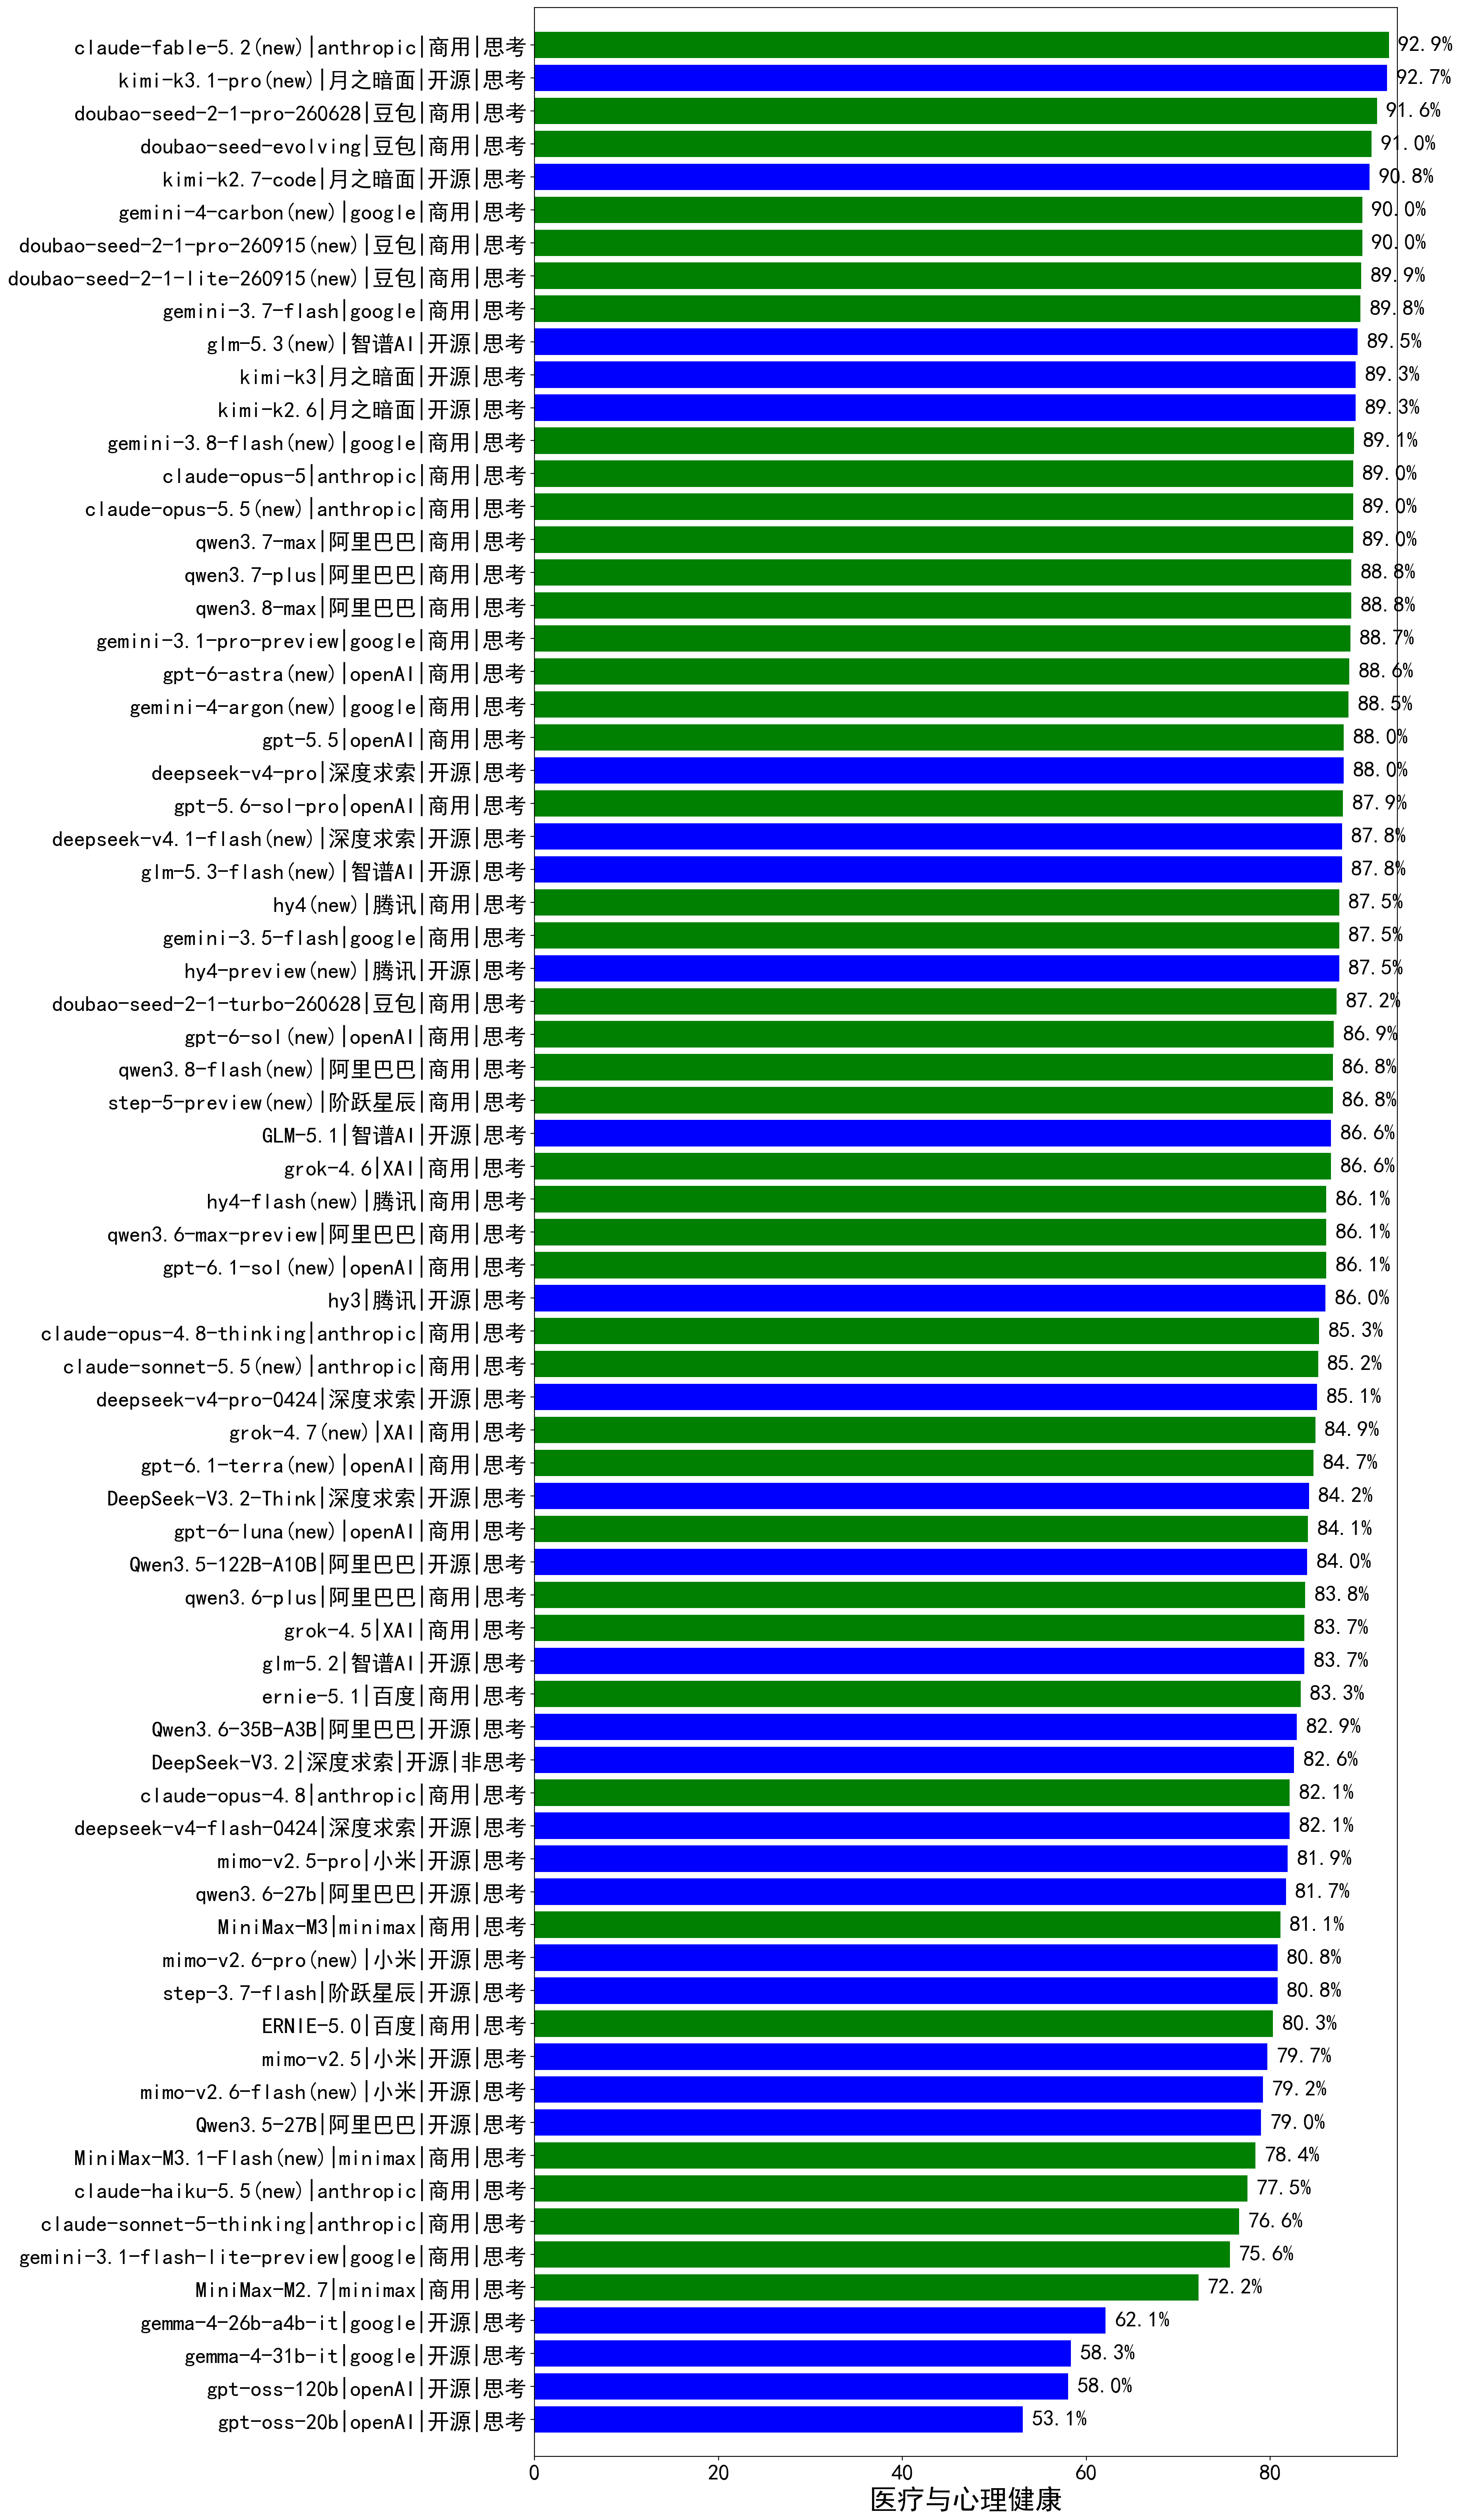 claude-fable-5.2(new)|anthropic|商用|思考 92.9%
kimi-k3.1-pro(new)|月之暗面|开源|思考 92.7%
doubao-seed-2-1-pro-260628|豆包|商用|思考 91.6%
doubao-seed-evolving|豆包|商用|思考 91.0%
kimi-k2.7-code|月之暗面|开源|思考 90.8%
gemini-4-carbon(new)|google|商用|思考 90.0%
doubao-seed-2-1-pro-260915(new)|豆包|商用|思考 90.0%
doubao-seed-2-1-lite-260915(new)|豆包|商用|思考 89.9%
gemini-3.7-flash|google|商用|思考 89.8%
glm-5.3(new)|智谱AI|开源|思考 89.5%
kimi-k3|月之暗面|开源|思考 89.3%
kimi-k2.6|月之暗面|开源|思考 89.3%
gemini-3.8-flash(new)|google|商用|思考 89.1%
claude-opus-5|anthropic|商用|思考 89.0%
claude-opus-5.5(new)|anthropic|商用|思考 89.0%
qwen3.7-max|阿里巴巴|商用|思考 89.0%
qwen3.7-plus|阿里巴巴|商用|思考 88.8%
qwen3.8-max|阿里巴巴|商用|思考 88.8%
gemini-3.1-pro-preview|google|商用|思考 88.7%
gpt-6-astra(new)|openAI|商用|思考 88.6%
gemini-4-argon(new)|google|商用|思考 88.5%
gpt-5.5|openAI|商用|思考 88.0%
deepseek-v4-pro|深度求索|开源|思考 88.0%
gpt-5.6-sol-pro|openAI|商用|思考 87.9%
deepseek-v4.1-flash(new)|深度求索|开源|思考 87.8%
glm-5.3-flash(new)|智谱AI|开源|思考 87.8%
hy4(new)|腾讯|商用|思考 87.5%
gemini-3.5-flash|google|商用|思考 87.5%
hy4-preview(new)|腾讯|开源|思考 87.5%
doubao-seed-2-1-turbo-260628|豆包|商用|思考 87.2%
gpt-6-sol(new)|openAI|商用|思考 86.9%
qwen3.8-flash(new)|阿里巴巴|商用|思考 86.8%
step-5-preview(new)|阶跃星辰|商用|思考 86.8%
GLM-5.1|智谱AI|开源|思考 86.6%
grok-4.6|XAI|商用|思考 86.6%
hy4-flash(new)|腾讯|商用|思考 86.1%
qwen3.6-max-preview|阿里巴巴|商用|思考 86.1%
gpt-6.1-sol(new)|openAI|商用|思考 86.1%
hy3|腾讯|开源|思考 86.0%
claude-opus-4.8-thinking|anthropic|商用|思考 85.3%
claude-sonnet-5.5(new)|anthropic|商用|思考 85.2%
deepseek-v4-pro-0424|深度求索|开源|思考 85.1%
grok-4.7(new)|XAI|商用|思考 84.9%
gpt-6.1-terra(new)|openAI|商用|思考 84.7%
DeepSeek-V3.2-Think|深度求索|开源|思考 84.2%
gpt-6-luna(new)|openAI|商用|思考 84.1%
Qwen3.5-122B-A10B|阿里巴巴|开源|思考 84.0%
qwen3.6-plus|阿里巴巴|商用|思考 83.8%
grok-4.5|XAI|商用|思考 83.7%
glm-5.2|智谱AI|开源|思考 83.7%
ernie-5.1|百度|商用|思考 83.3%
Qwen3.6-35B-A3B|阿里巴巴|开源|思考 82.9%
DeepSeek-V3.2|深度求索|开源|非思考 82.6%
claude-opus-4.8|anthropic|商用|思考 82.1%
deepseek-v4-flash-0424|深度求索|开源|思考 82.1%
mimo-v2.5-pro|小米|开源|思考 81.9%
qwen3.6-27b|阿里巴巴|开源|思考 81.7%
MiniMax-M3|minimax|商用|思考 81.1%
mimo-v2.6-pro(new)|小米|开源|思考 80.8%
step-3.7-flash|阶跃星辰|开源|思考 80.8%
ERNIE-5.0|百度|商用|思考 80.3%
mimo-v2.5|小米|开源|思考 79.7%
mimo-v2.6-flash(new)|小米|开源|思考 79.2%
Qwen3.5-27B|阿里巴巴|开源|思考 79.0%
MiniMax-M3.1-Flash(new)|minimax|商用|思考 78.4%
claude-haiku-5.5(new)|anthropic|商用|思考 77.5%
claude-sonnet-5-thinking|anthropic|商用|思考 76.6%
gemini-3.1-flash-lite-preview|google|商用|思考 75.6%
MiniMax-M2.7|minimax|商用|思考 72.2%
gemma-4-26b-a4b-it|google|开源|思考 62.1%
gemma-4-31b-it|google|开源|思考 58.3%
gpt-oss-120b|openAI|开源|思考 58.0%
gpt-oss-20b|openAI|开源|思考 53.1%
0 20 40 60 80
医疗与心理健康